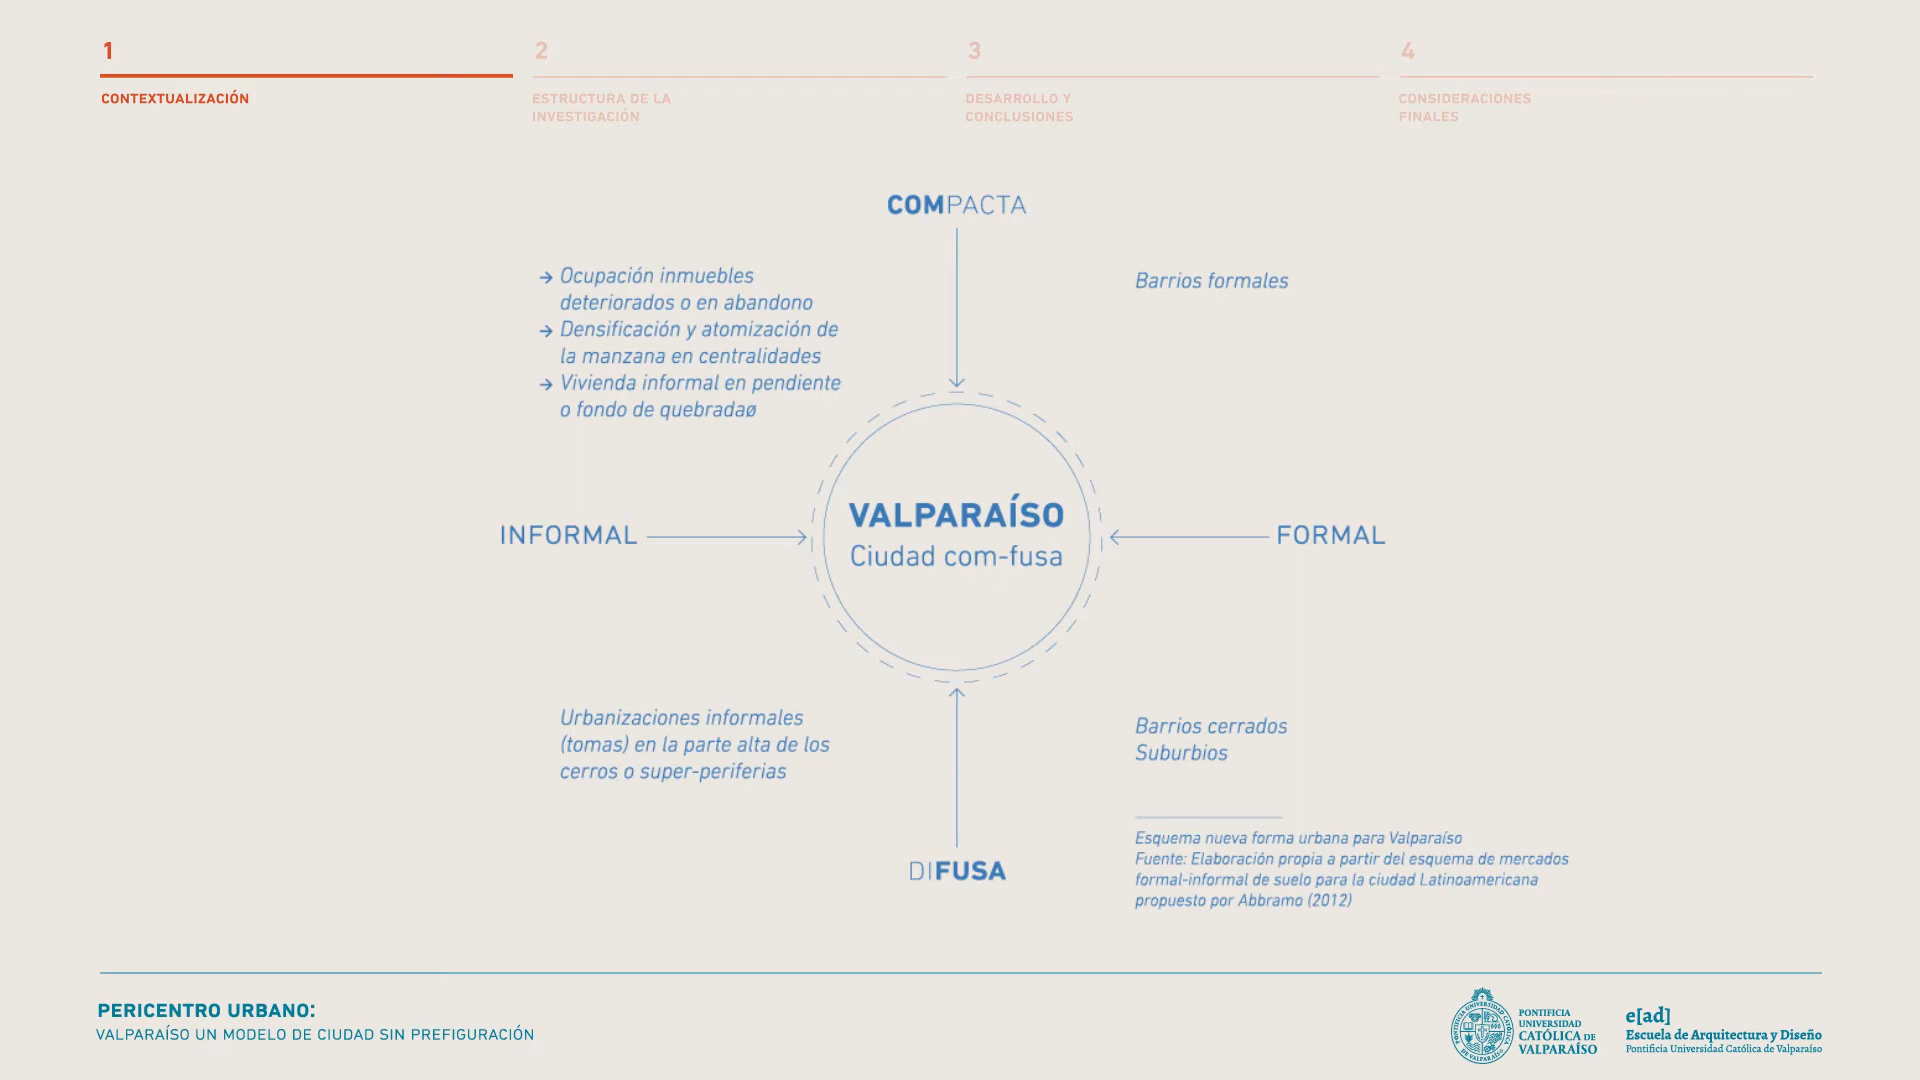 1
CONTEXTUALIZACIÓN
2
ESTRUCTURA DE LA
INVESTIGACIÓN
3
DESARROLLO Y
CONCLUSIONES
4
CONSIDERACIONES
FINALES
COMPACTA
→ Ocupación inmuebles
deteriorados o en abandono
→ Densificación y atomización de
la manzana en centralidades
→ Vivienda informal en pendiente
o fondo de quebradaø
Barrios formales
INFORMAL
VALPARAÍSO
Ciudad com-fusa
FORMAL
Urbanizaciones informales
(tomas) en la parte alta de los
cerros o super-periferias
Barrios cerrados
Suburbios
DIFUSA
Esquema nueva forma urbana para Valparaíso
Fuente: Elaboración propia a partir del esquema de mercados
formal-informal de suelo para la ciudad Latinoamericana
propuesto por Abbramo (2012)
PERICENTRO URBANO:
VALPARAÍSO UN MODELO DE CIUDAD SIN PREFIGURACIÓN
PONTIFICIA
UNIVERSIDAD
CATÓLICA DE
VALPARAÍSO
e[ad]
Escuela de Arquitectura y Diseño
Pontificia Universidad Católica de Valparaíso